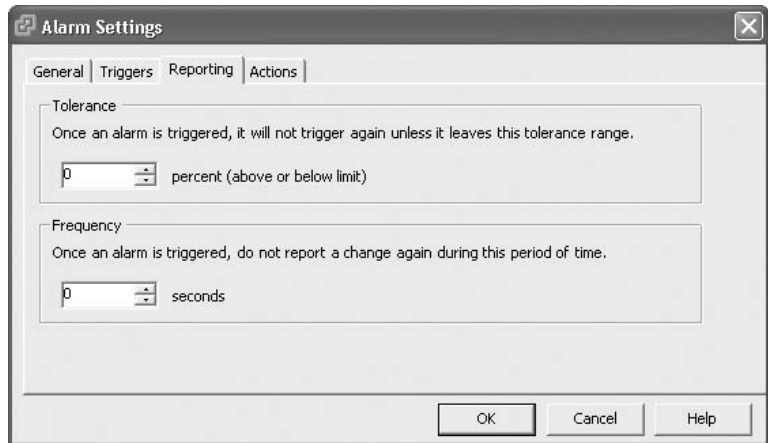 Alarm Settings
General Triggers Reporting Actions
Tolerance
Once an alarm is triggered, it will not trigger again unless it leaves this tolerance range.
0 percent (above or below limit)
Frequency
Once an alarm is triggered, do not report a change again during this period of time.
0 seconds
OK Cancel Help